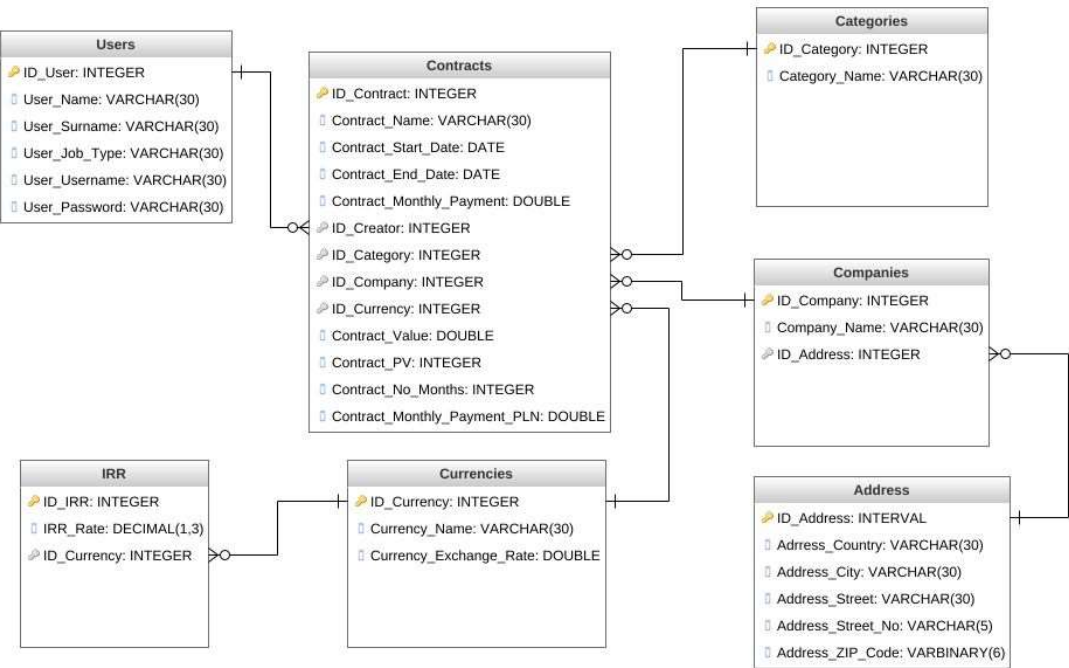 Users
ID_User: INTEGER
User_Name: VARCHAR(30)
User_Surname: VARCHAR(30)
User_Job_Type: VARCHAR(30)
User_Username: VARCHAR(30)
User_Password: VARCHAR(30)
Contracts
ID_Contract: INTEGER
Contract_Name: VARCHAR(30)
Contract_Start_Date: DATE
Contract_End_Date: DATE
Contract_Monthly_Payment: DOUBLE
ID_Creator: INTEGER
ID_Category: INTEGER
ID_Company: INTEGER
ID_Currency: INTEGER
Contract_Value: DOUBLE
Contract_PV: INTEGER
Contract_No_Months: INTEGER
Contract_Monthly_Payment_PLN: DOUBLE
Categories
ID_Category: INTEGER
Category_Name: VARCHAR(30)
Companies
ID_Company: INTEGER
Company_Name: VARCHAR(30)
ID_Address: INTEGER
IRR
ID_IRR: INTEGER
IRR_Rate: DECIMAL(1,3)
ID_Currency: INTEGER
Currencies
ID_Currency: INTEGER
Currency_Name: VARCHAR(30)
Currency_Exchange_Rate: DOUBLE
Address
ID_Address: INTERVAL
Adrress_Country: VARCHAR(30)
Address_City: VARCHAR(30)
Address_Street: VARCHAR(30)
Address_Street_No: VARCHAR(5)
Address_ZIP_Code: VARBINARY(6)